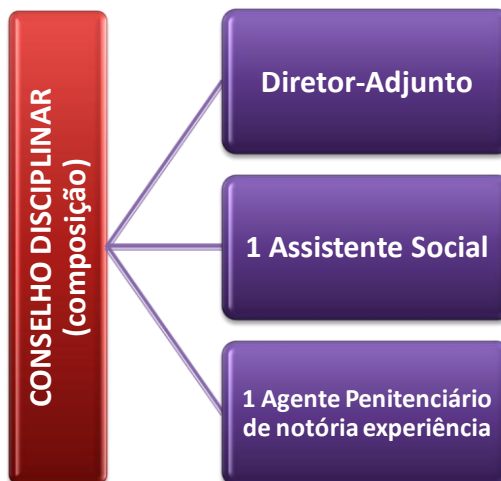 CONSELHO DISCIPLINAR
(composição)
Diretor-Adjunto
1 Assistente Social
1 Agente Penitenciário
de notória experiência